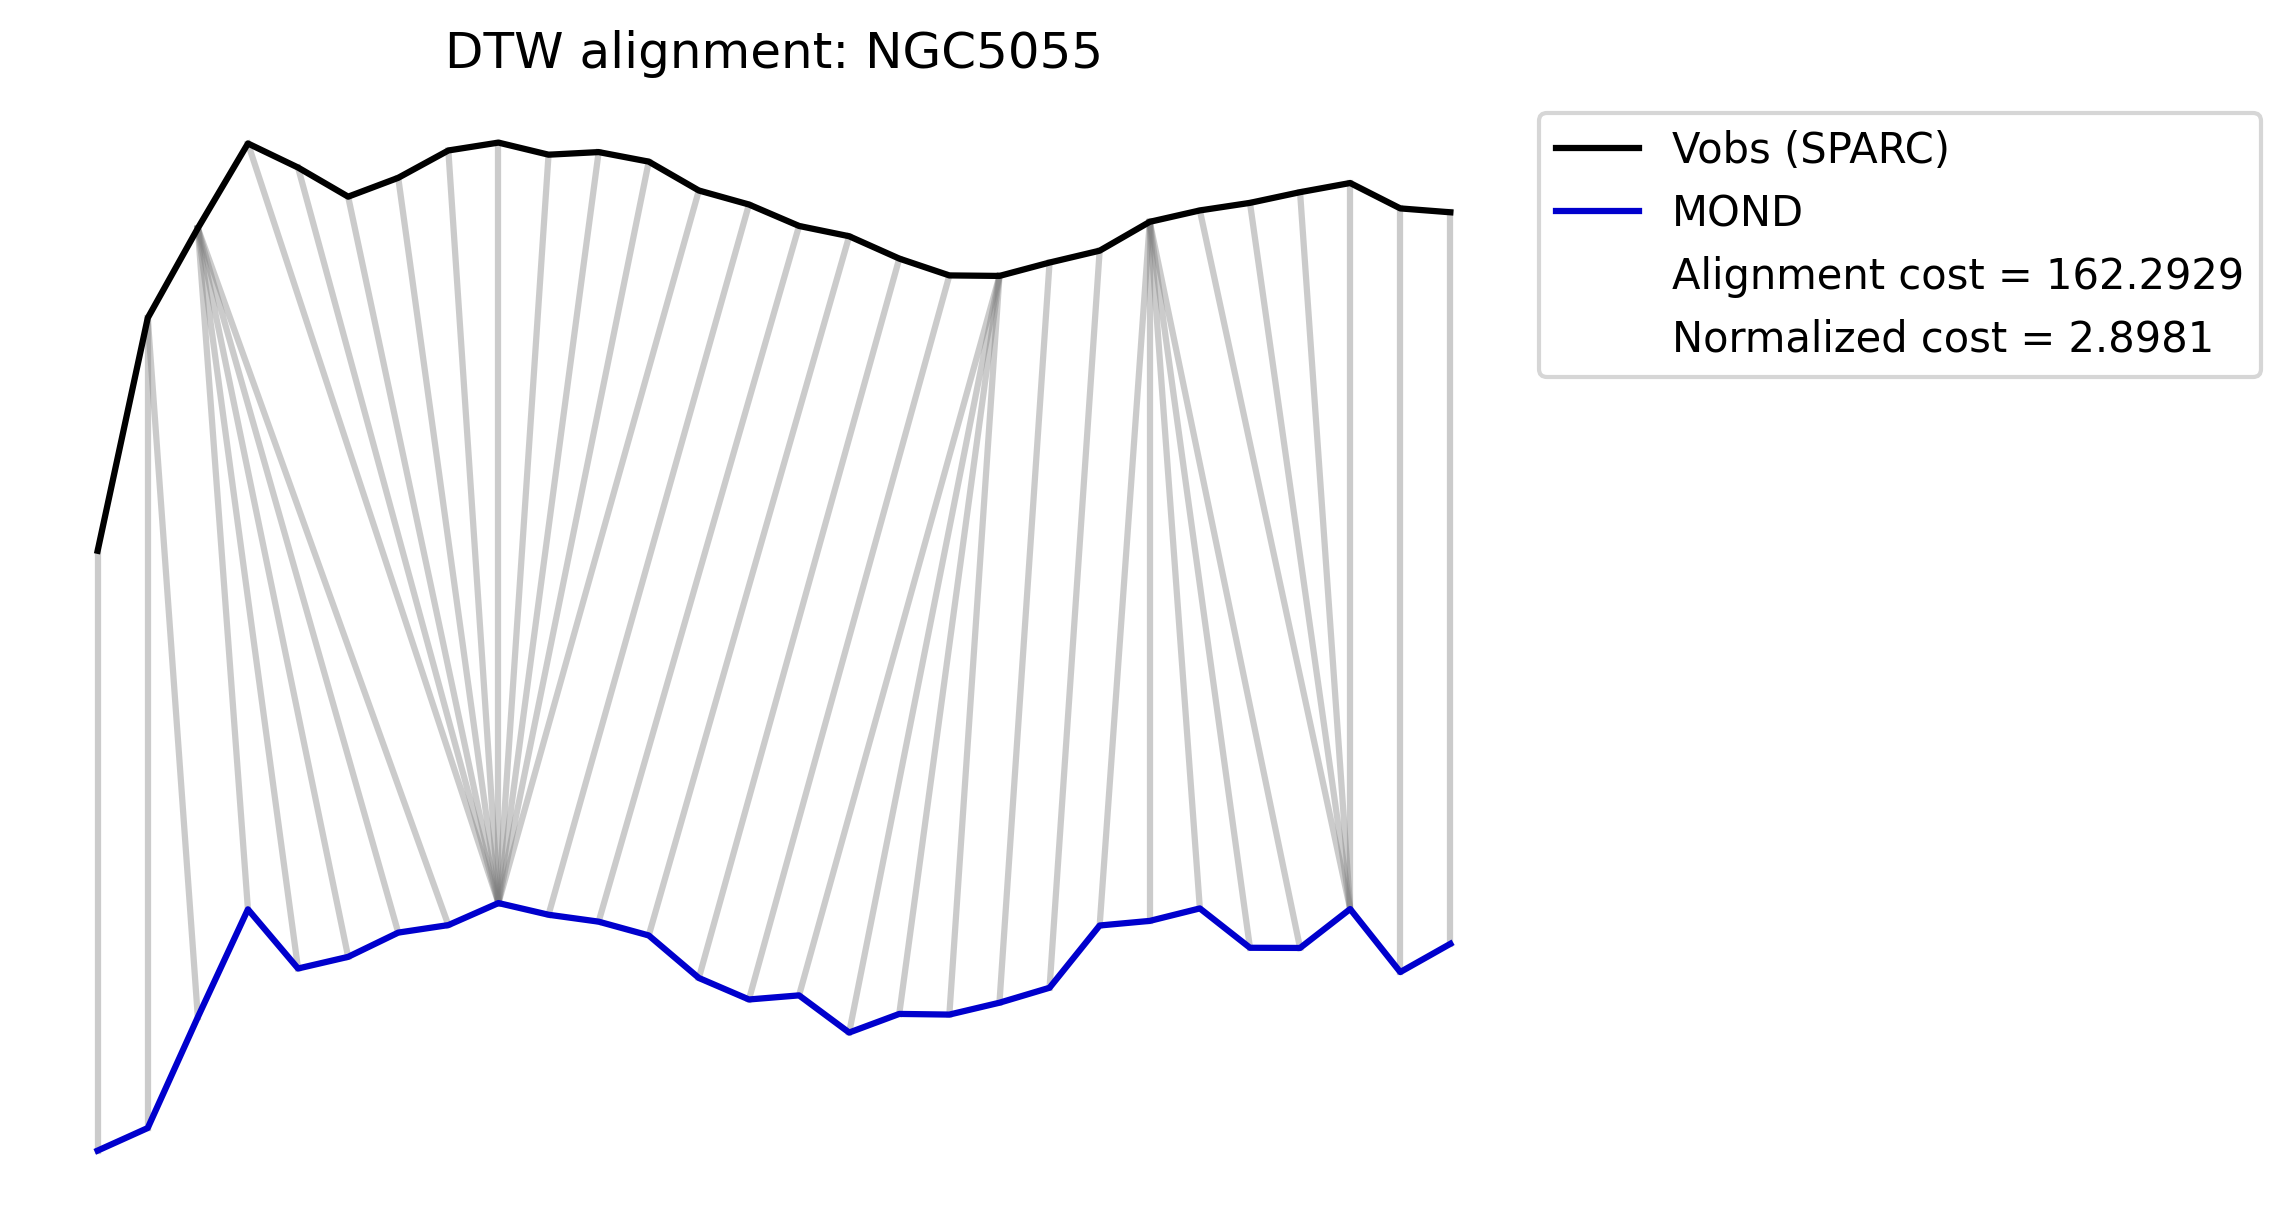 DTW alignment: NGC5055
Vobs (SPARC)
MOND
Alignment cost = 162.2929
Normalized cost = 2.8981